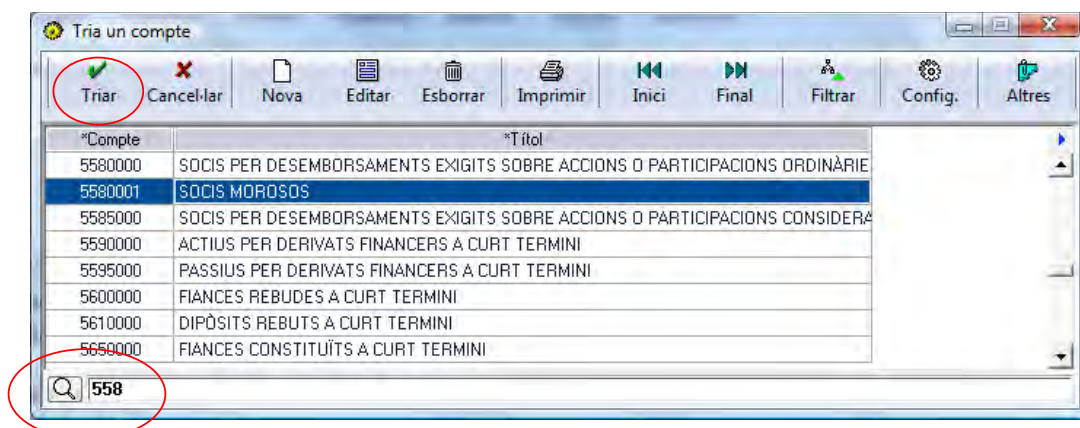 Tria un compte
Triar Cancel·lar Nova Editar Esborrar Imprimir Inici Final Filtrar Config. Altres
*Compte *Títol
5580000 SOCIS PER DESEMBORSAMENTS EXIGITS SOBRE ACCIONS O PARTICIPACIONS ORDINÀRIE
5580001 SOCIS MOROSOS
5585000 SOCIS PER DESEMBORSAMENTS EXIGITS SOBRE ACCIONS O PARTICIPACIONS CONSIDERA
5590000 ACTIUS PER DERIVATS FINANCERS A CURT TERMINI
5595000 PASSIUS PER DERIVATS FINANCERS A CURT TERMINI
5600000 FIANCES REBUDES A CURT TERMINI
5610000 DIPÒSITS REBUTS A CURT TERMINI
5650000 FIANCES CONSTITUÏTS A CURT TERMINI
558